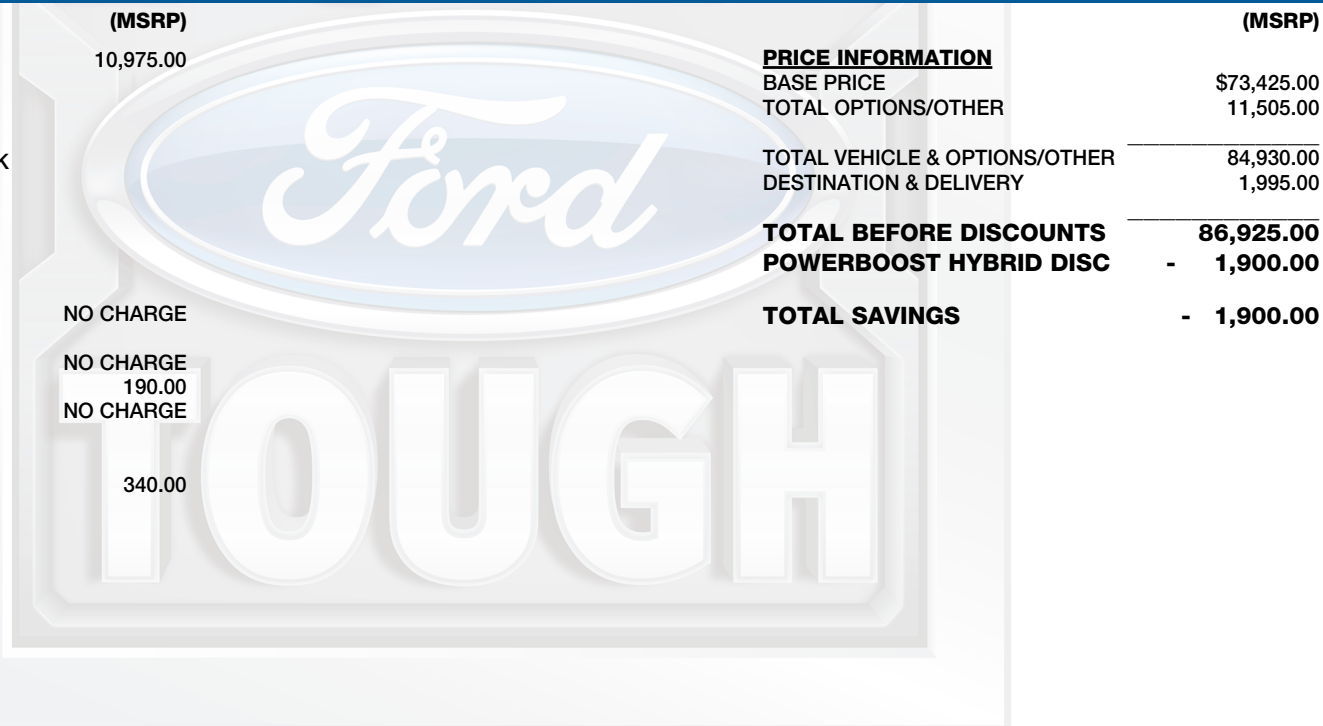 (MSRP)
10,975.00
K
NO CHARGE
NO CHARGE
190.00
NO CHARGE
340.00
(MSRP)
PRICE INFORMATION
BASE PRICE $73,425.00
TOTAL OPTIONS/OTHER 11,505.00
TOTAL VEHICLE & OPTIONS/OTHER 84,930.00
DESTINATION & DELIVERY 1,995.00
TOTAL BEFORE DISCOUNTS 86,925.00
POWERBOOST HYBRID DISC - 1,900.00
TOTAL SAVINGS - 1,900.00
Ford
TOUGH